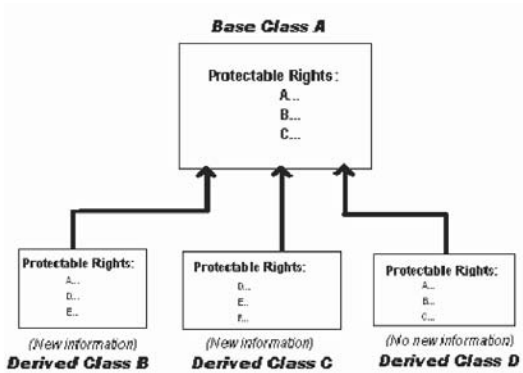 Base Class A
Protectable Rights:
A...
B...
C...
Protectable Rights:
A...
D...
E...
(New information)
Derived Class B
Protectable Rights:
D...
E...
F...
(New information)
Derived Class C
Protectable Rights:
A...
B...
C...
(No new information)
Derived Class D